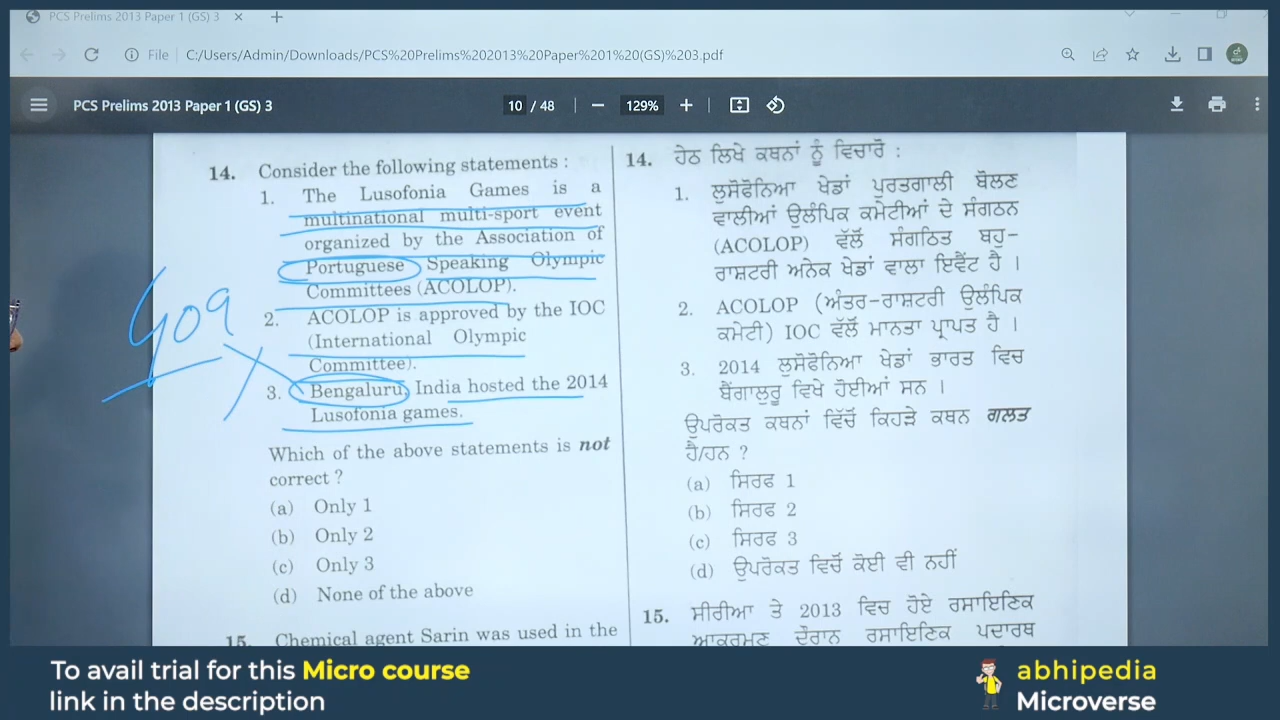 PCS Prelims 2013 Paper 1 (GS) 3
File C:/Users/Admin/Downloads/PCS%20Prelims%202013%20Paper%201%20(GS)%203.pdf
PCS Prelims 2013 Paper 1 (GS) 3
10 / 48
129%
14. Consider the following statements :
1. The Lusofonia Games is a
multinational multi-sport event
organized by the Association of
Portuguese Speaking Olympic
Committees (ACOLOP).
2. ACOLOP is approved by the IOC
(International Olympic
Committee).
3. Bengaluru, India hosted the 2014
Lusofonia games.
Which of the above statements is not
correct ?
(a) Only 1
(b) Only 2
(c) Only 3
(d) None of the above
15. Chemical agent Sarin was used in the
Goa
14. ਹੇਠ ਲਿਖੇ ਕਥਨਾਂ ਨੂੰ ਵਿਚਾਰੋ :
1. ਲੁਸੋਫੋਨਿਆ ਖੇਡਾਂ ਪੁਰਤਗਾਲੀ ਬੋਲਣ
ਵਾਲੀਆਂ ਉਲੰਪਿਕ ਕਮੇਟੀਆਂ ਦੇ ਸੰਗਠਨ
(ACOLOP) ਵੱਲੋਂ ਸੰਗਠਿਤ ਬਹੁ-
ਰਾਸ਼ਟਰੀ ਅਨੇਕ ਖੇਡਾਂ ਵਾਲਾ ਇਵੈਂਟ ਹੈ ।
2. ACOLOP (ਅੰਤਰ-ਰਾਸ਼ਟਰੀ ਉਲੰਪਿਕ
ਕਮੇਟੀ) IOC ਵੱਲੋਂ ਮਾਨਤਾ ਪ੍ਰਾਪਤ ਹੈ ।
3. 2014 ਲੁਸੋਫੋਨਿਆ ਖੇਡਾਂ ਭਾਰਤ ਵਿਚ
ਬੈਂਗਾਲੁਰੂ ਵਿਖੇ ਹੋਈਆਂ ਸਨ ।
ਉਪਰੋਕਤ ਕਥਨਾਂ ਵਿੱਚੋਂ ਕਿਹੜੇ ਕਥਨ ਗਲਤ
ਹੈ/ਹਨ ?
(a) ਸਿਰਫ 1
(b) ਸਿਰਫ 2
(c) ਸਿਰਫ 3
(d) ਉਪਰੋਕਤ ਵਿਚੋਂ ਕੋਈ ਵੀ ਨਹੀਂ
15. ਸੀਰੀਆ ਤੇ 2013 ਵਿਚ ਹੋਏ ਰਸਾਇਣਿਕ
ਆਕਰਮਣ ਦੌਰਾਨ ਰਸਾਇਣਿਕ ਪਦਾਰਥ
To avail trial for this Micro course
link in the description
abhipedia
Microverse